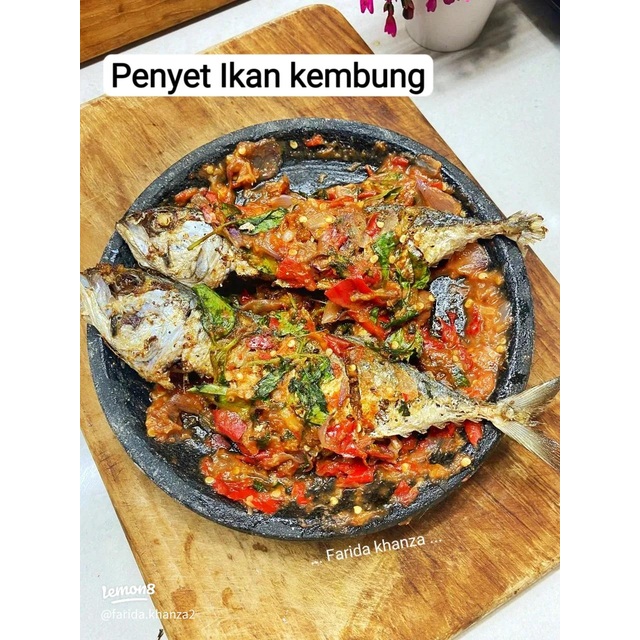 Penyet Ikan kembung
... Farida khanza ...
Lemon8
@farida.khanza2